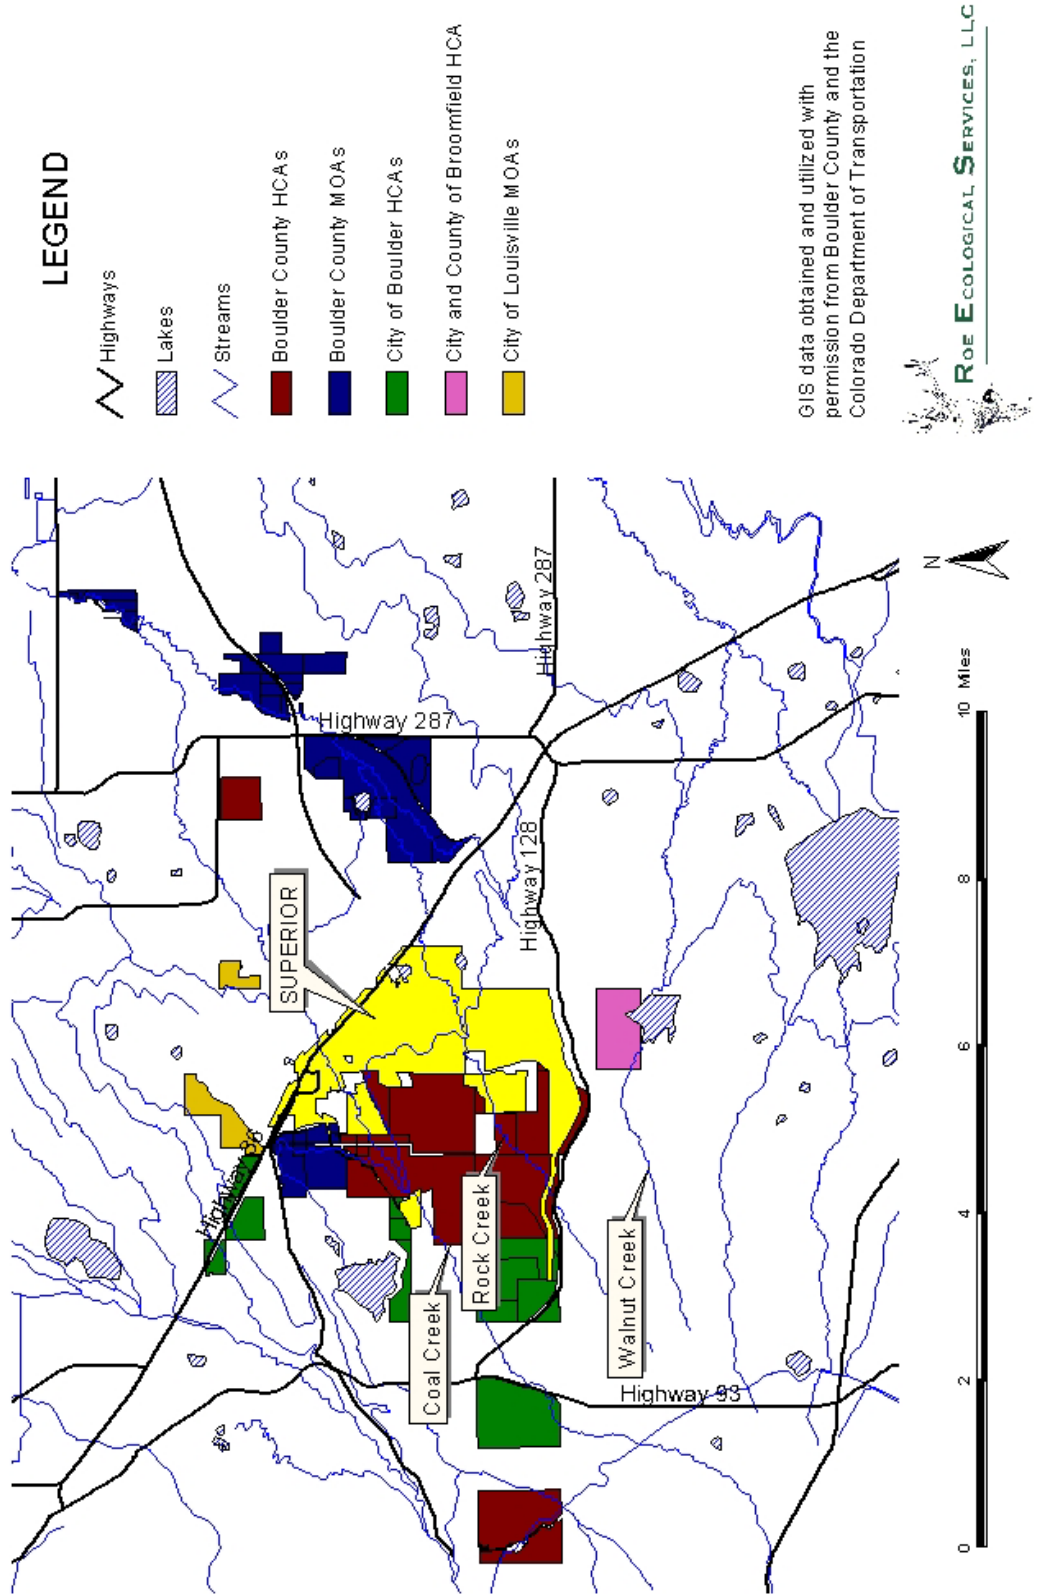 LEGEND
Highways
Lakes
Streams
Boulder County HCAs
Boulder County MOAs
City of Boulder HCAs
City and County of Broomfield HCA
City of Louisville MOAs
GIS data obtained and utilized with
permission from Boulder County and the
Colorado Department of Transportation
ROE ECOLOGICAL SERVICES, LLC
Highway 36
SUPERIOR
Highway 287
Highway 287
Highway 128
Coal Creek
Rock Creek
Walnut Creek
Highway 93
N
0 2 4 6 8 10 Miles